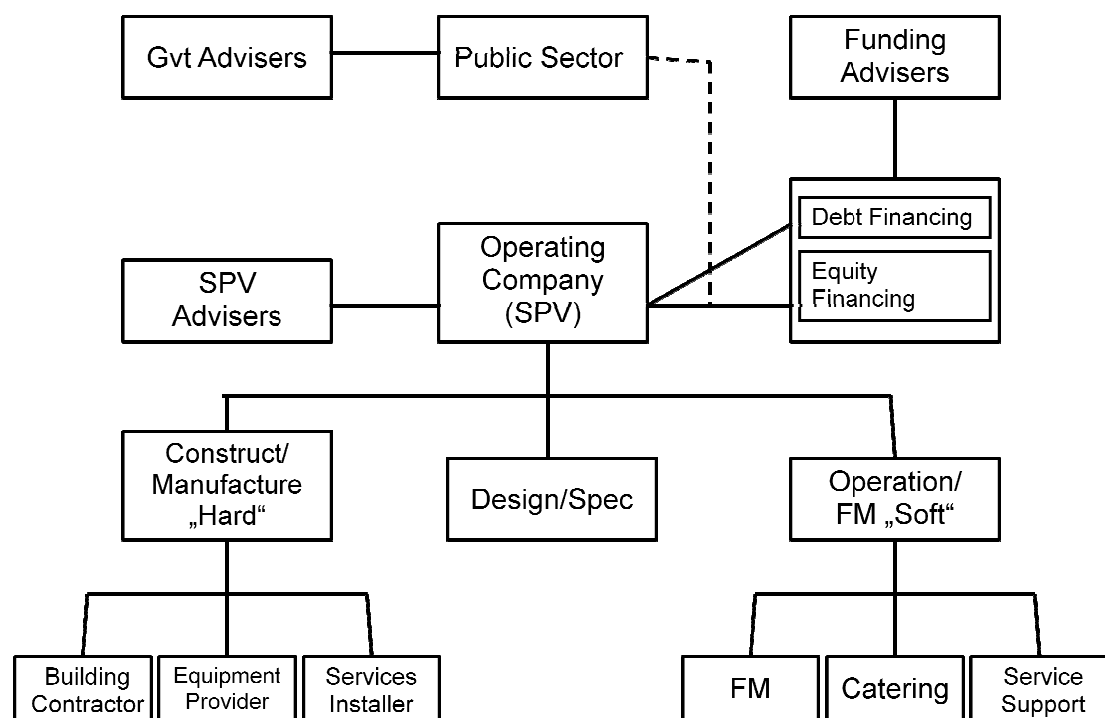 Gvt Advisers
Public Sector
Funding
Advisers
Debt Financing
Equity
Financing
SPV
Advisers
Operating
Company
(SPV)
Construct/
Manufacture
„Hard“
Design/Spec
Operation/
FM „Soft“
Building
Contractor
Equipment
Provider
Services
Installer
FM
Catering
Service
Support